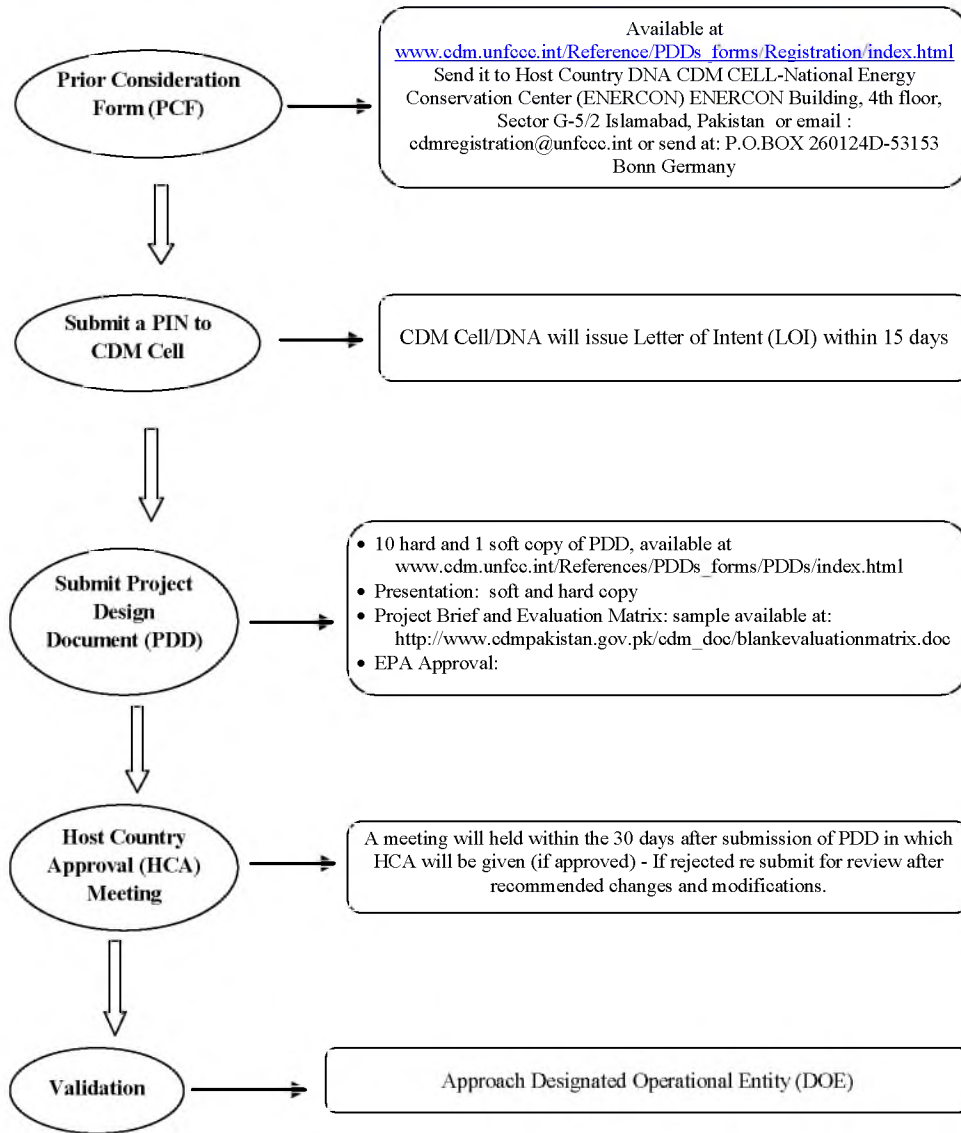 Prior Consideration
Form (PCF)
Available at
www.cdm.unfccc.int/Reference/PDDs_forms/Registration/index.html
Send it to Host Country DNA CDM CELL-National Energy
Conservation Center (ENERCON) ENERCON Building, 4th floor,
Sector G-5/2 Islamabad, Pakistan or email :
cdmregistration@unfccc.int or send at: P.O.BOX 260124D-53153
Bonn Germany
Submit a PIN to
CDM Cell
CDM Cell/DNA will issue Letter of Intent (LOI) within 15 days
Submit Project
Design
Document (PDD)
• 10 hard and 1 soft copy of PDD, available at
www.cdm.unfcc.int/References/PDDs_forms/PDDs/index.html
• Presentation: soft and hard copy
• Project Brief and Evaluation Matrix: sample available at:
http://www.cdmpakistan.gov.pk/cdm_doc/blankevaluationmatrix.doc
• EPA Approval:
Host Country
Approval (HCA)
Meeting
A meeting will held within the 30 days after submission of PDD in which
HCA will be given (if approved) - If rejected re submit for review after
recommended changes and modifications.
Validation
Approach Designated Operational Entity (DOE)